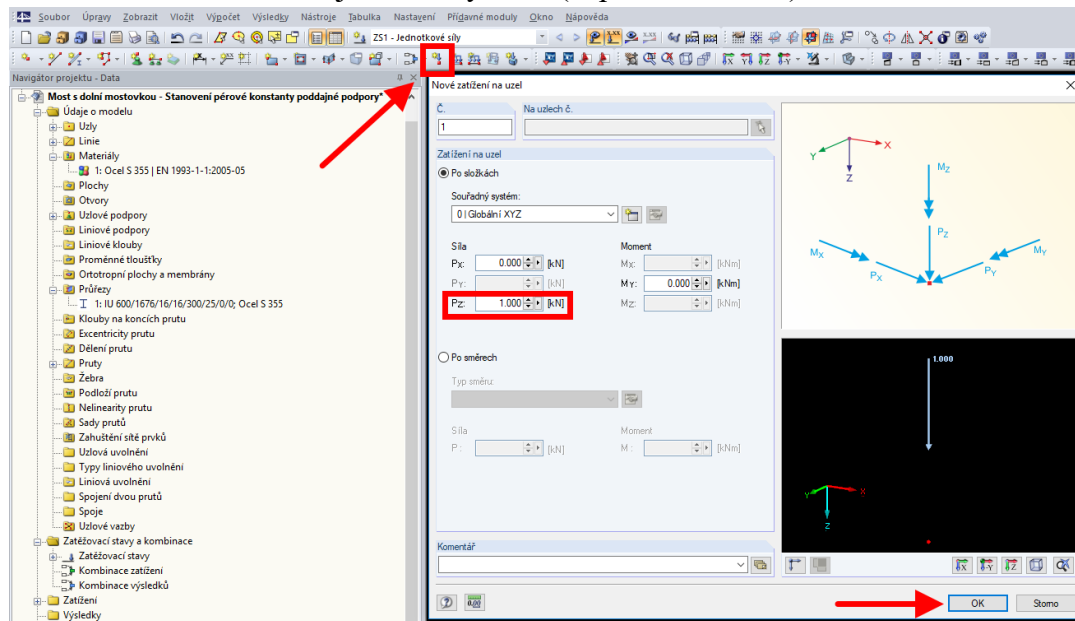 Soubor Úpravy Zobrazit Vložit Výpočet Výsledky Nástroje Tabulka Nastavení Přídavné moduly Okno Nápověda
ZS1 - Jednotkové síly
Navigátor projektu - Data
Most s dolní mostovkou - Stanovení pérové konstanty poddajné podpory*
Údaje o modelu
Uzly
Linie
Materiály
1: Ocel S 355 | EN 1993-1-1:2005-05
Plochy
Otvory
Uzlové podpory
Liniové podpory
Liniové klouby
Proměnné tloušťky
Ortotropní plochy a membrány
Průřezy
1: IU 600/1676/16/16/300/25/0/0; Ocel S 355
Klouby na koncích prutu
Excentricity prutu
Dělení prutu
Pruty
Žebra
Podloží prutu
Nelinearity prutu
Sady prutů
Zahuštění sítě prvků
Uzlová uvolnění
Typy liniového uvolnění
Liniová uvolnění
Spojení dvou prutů
Spoje
Uzlové vazby
Zatěžovací stavy a kombinace
Zatěžovací stavy
Kombinace zatížení
Kombinace výsledků
Zatížení
Výsledky
Nové zatížení na uzel
Č. Na uzlech č.
1
Zatížení na uzel
Po složkách
Souřadný systém:
0 | Globální XYZ
Síla Moment
PX: 0.000 [kN] MX: [kNm]
PY: [kN] MY: 0.000 [kNm]
PZ: 1.000 [kN] MZ: [kNm]
Po směrech
Typ směru:
Síla Moment
P: [kN] M: [kNm]
Komentář
OK Storno
X
Y
Z
MZ
PZ
MX
MY
PX
PY
1.000
Y
X
Z